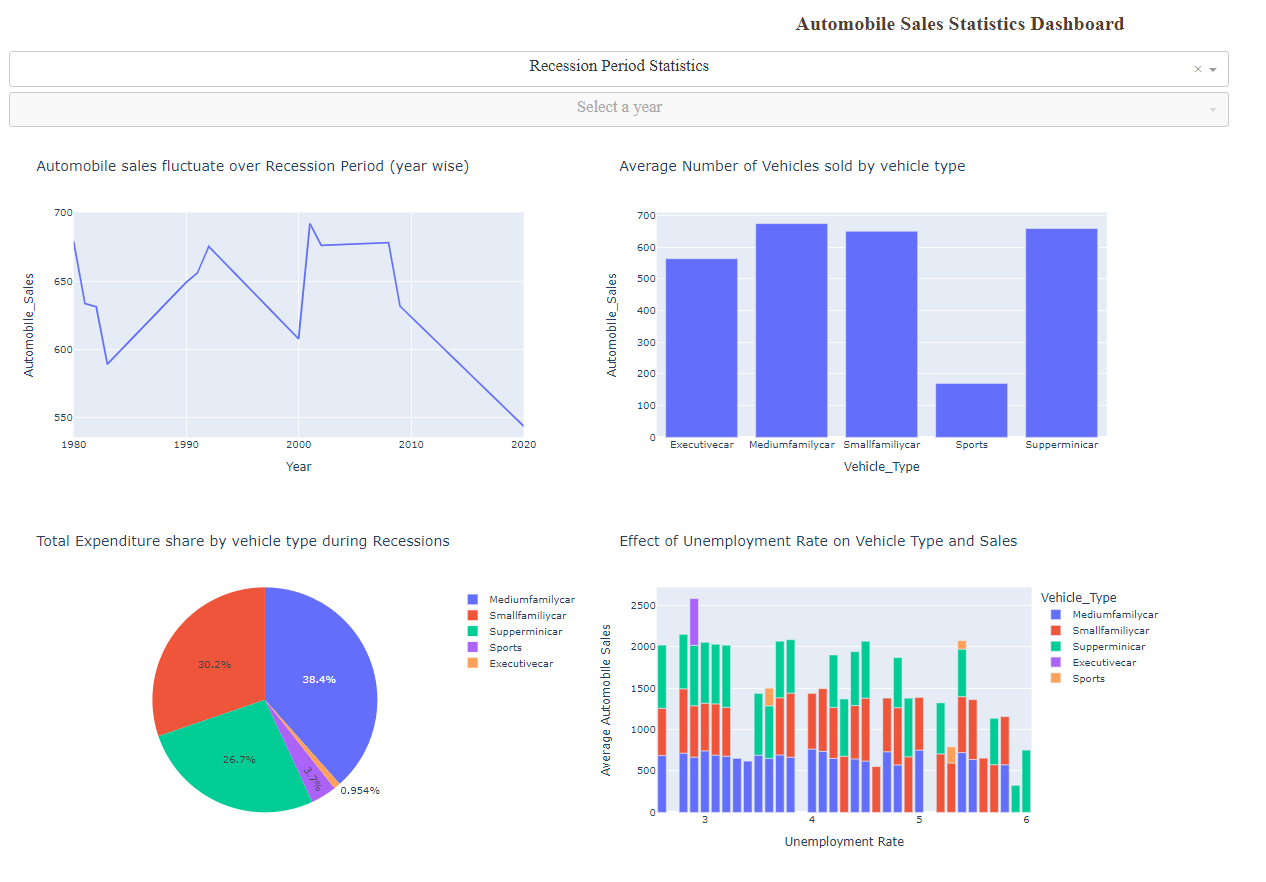 Automobile Sales Statistics Dashboard
Recession Period Statistics
×
Select a year
Automobile sales fluctuate over Recession Period (year wise)
700
650
600
550
Automobile_Sales
1980 1990 2000 2010 2020
Year
Average Number of Vehicles sold by vehicle type
700
600
500
400
300
200
100
0
Automobile_Sales
Executivecar Mediumfamilycar Smallfamiliycar Sports Supperminicar
Vehicle_Type
Total Expenditure share by vehicle type during Recessions
30.2%
38.4%
26.7%
3.7%
0.954%
Mediumfamilycar
Smallfamiliycar
Supperminicar
Sports
Executivecar
Effect of Unemployment Rate on Vehicle Type and Sales
2500
2000
1500
1000
500
0
Average Automobile Sales
3 4 5 6
Unemployment Rate
Vehicle_Type
Mediumfamilycar
Smallfamiliycar
Supperminicar
Executivecar
Sports